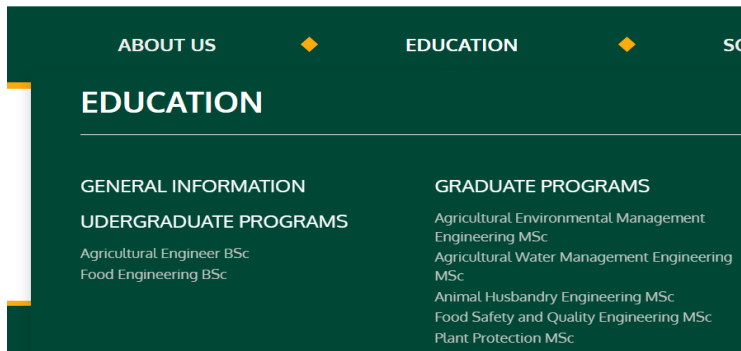 ABOUT US
EDUCATION
EDUCATION
GENERAL INFORMATION
UDERGRADUATE PROGRAMS
Agricultural Engineer BSc
Food Engineering BSc
GRADUATE PROGRAMS
Agricultural Environmental Management
Engineering MSc
Agricultural Water Management Engineering
MSc
Animal Husbandry Engineering MSc
Food Safety and Quality Engineering MSc
Plant Protection MSc